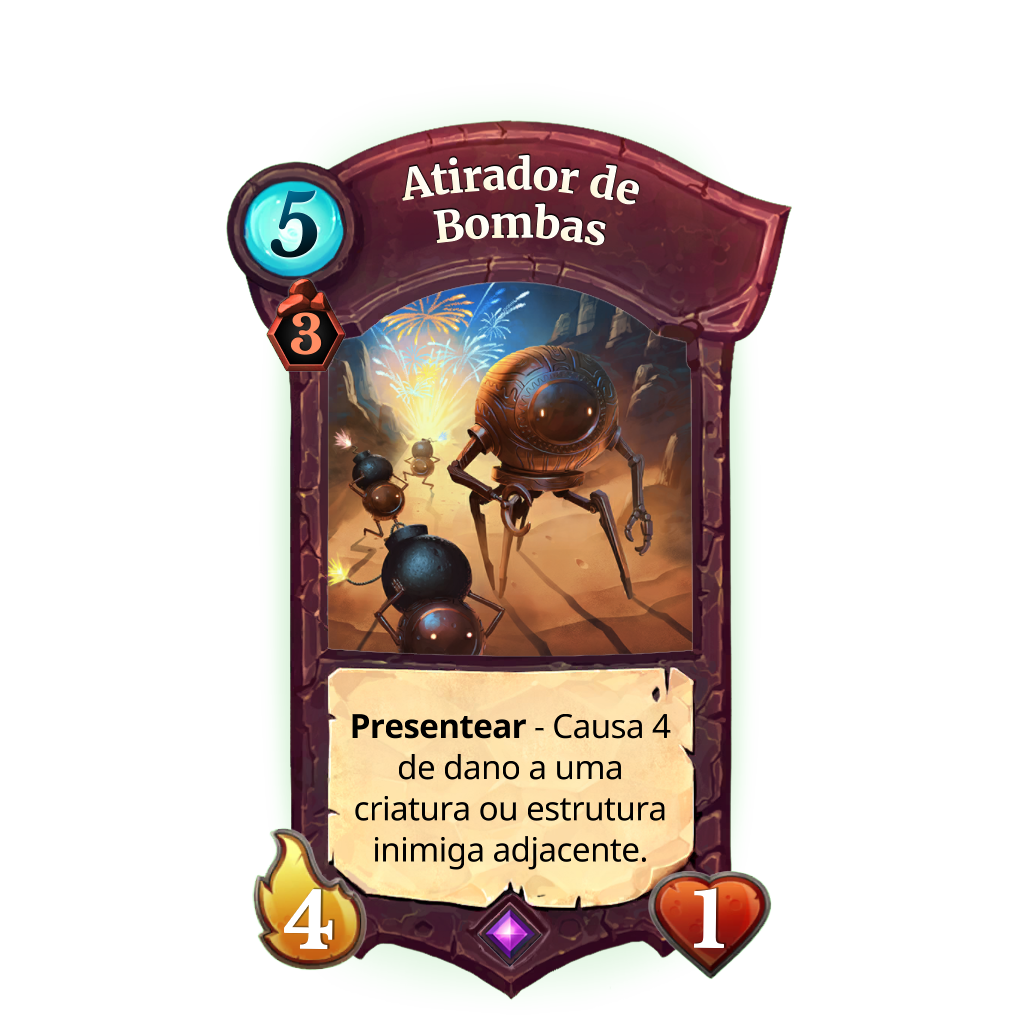 Atirador de
Bombas
5
3
Presentear - Causa 4
de dano a uma
criatura ou estrutura
inimiga adjacente.
4
1